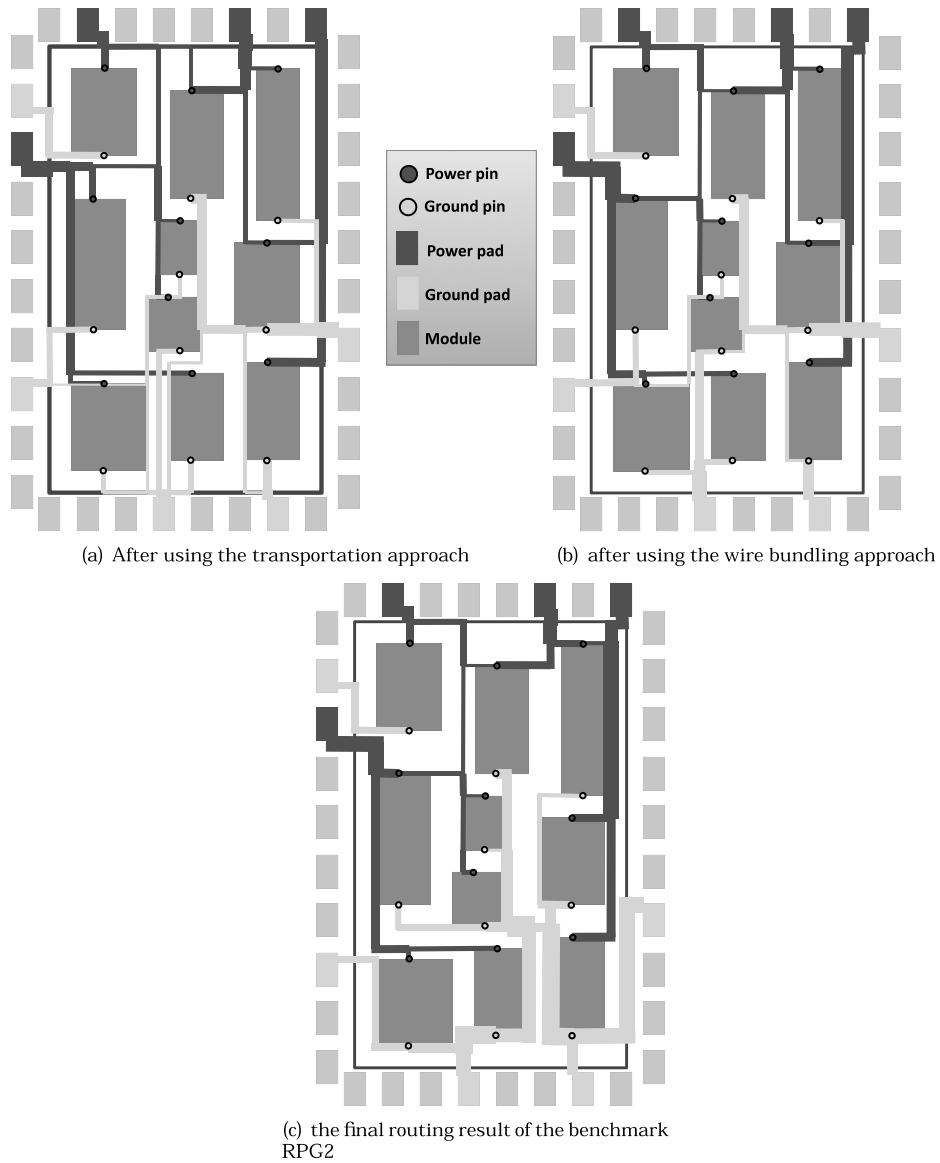 Power pin
Ground pin
Power pad
Ground pad
Module
(a) After using the transportation approach
(b) after using the wire bundling approach
(c) the final routing result of the benchmark
RPG2